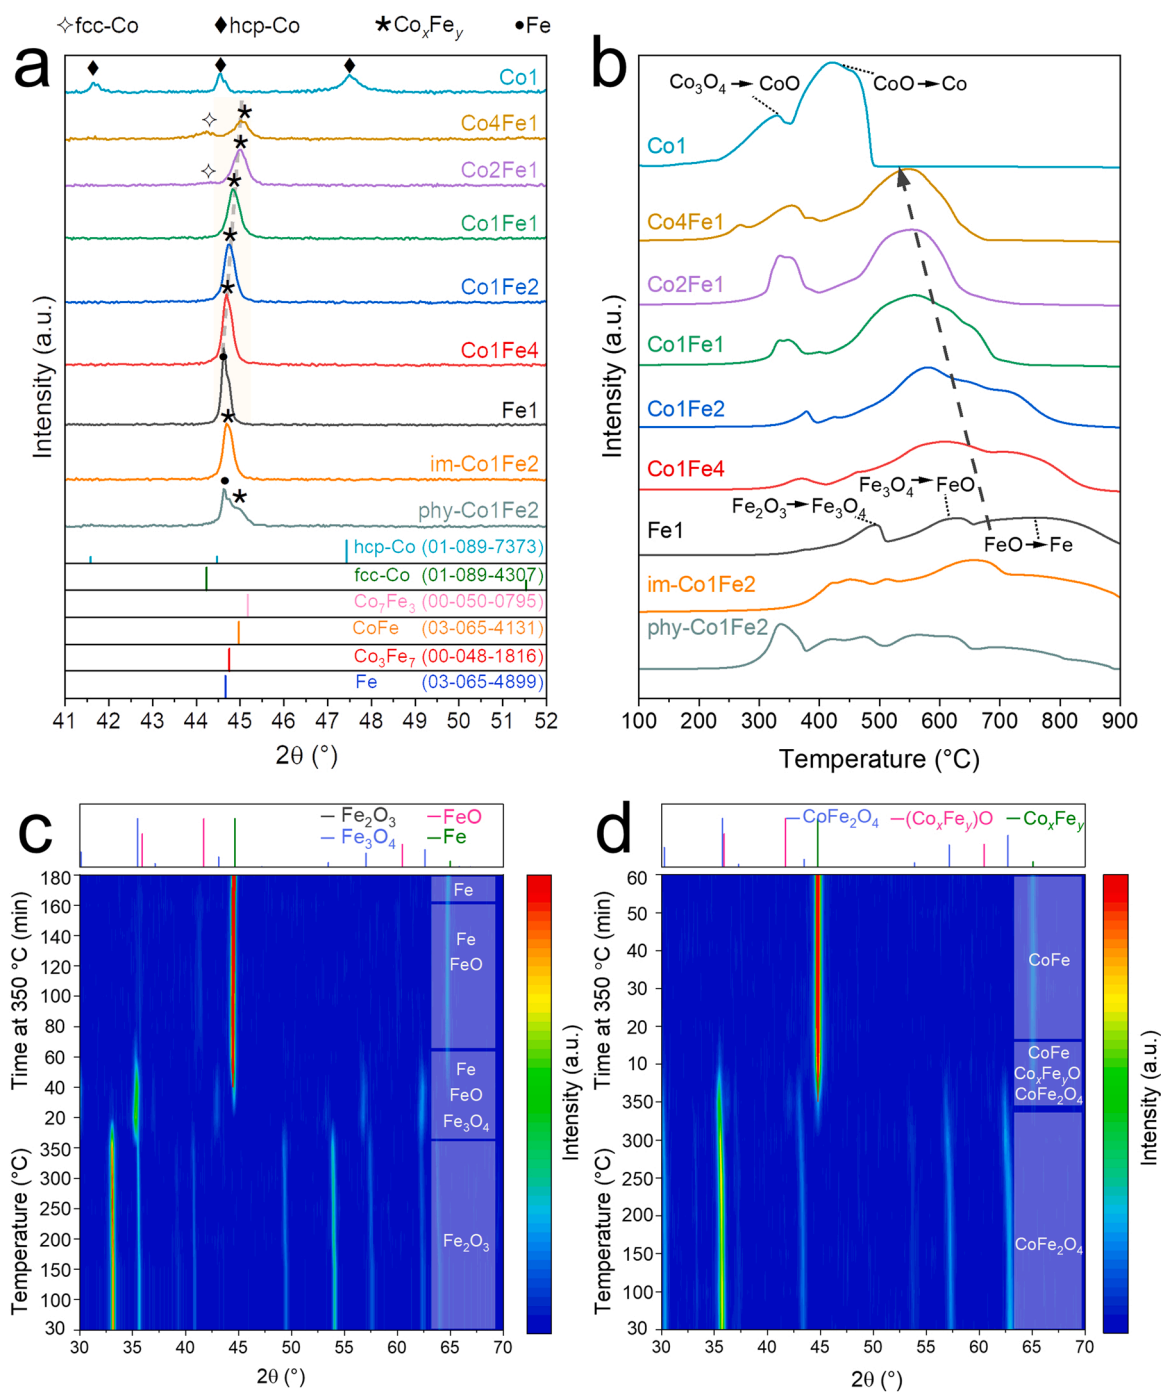 ✧fcc-Co ♦hcp-Co ★CoxFey •Fe
a
Co1
Co4Fe1
Co2Fe1
Co1Fe1
Co1Fe2
Co1Fe4
Fe1
im-Co1Fe2
phy-Co1Fe2
hcp-Co (01-089-7373)
fcc-Co (01-089-4307)
Co7Fe3 (00-050-0795)
CoFe (03-065-4131)
Co3Fe7 (00-048-1816)
Fe (03-065-4899)
41 42 43 44 45 46 47 48 49 50 51 52
2θ (°)
Intensity (a.u.)
b
Co3O4→CoO
CoO→Co
Co1
Co4Fe1
Co2Fe1
Co1Fe1
Co1Fe2
Co1Fe4
Fe3O4→FeO
Fe2O3→Fe3O4
Fe1
FeO→Fe
im-Co1Fe2
phy-Co1Fe2
100 200 300 400 500 600 700 800 900
Temperature (°C)
Intensity (a.u.)
c
Fe2O3 FeO
Fe3O4 Fe
180
160
140
120
100
80
60
40
20
350
300
250
200
150
100
30
Time at 350 °C (min)
Temperature (°C)
Fe
Fe
FeO
Fe
FeO
Fe3O4
Fe2O3
30 35 40 45 50 55 60 65 70
2θ (°)
Intensity (a.u.)
d
CoFe2O4 (CoxFey)O CoxFey
60
50
40
30
20
10
350
300
250
200
150
100
30
Time at 350 °C (min)
Temperature (°C)
CoFe
CoFe
CoxFeyO
CoFe2O4
CoFe2O4
30 35 40 45 50 55 60 65 70
2θ (°)
Intensity (a.u.)